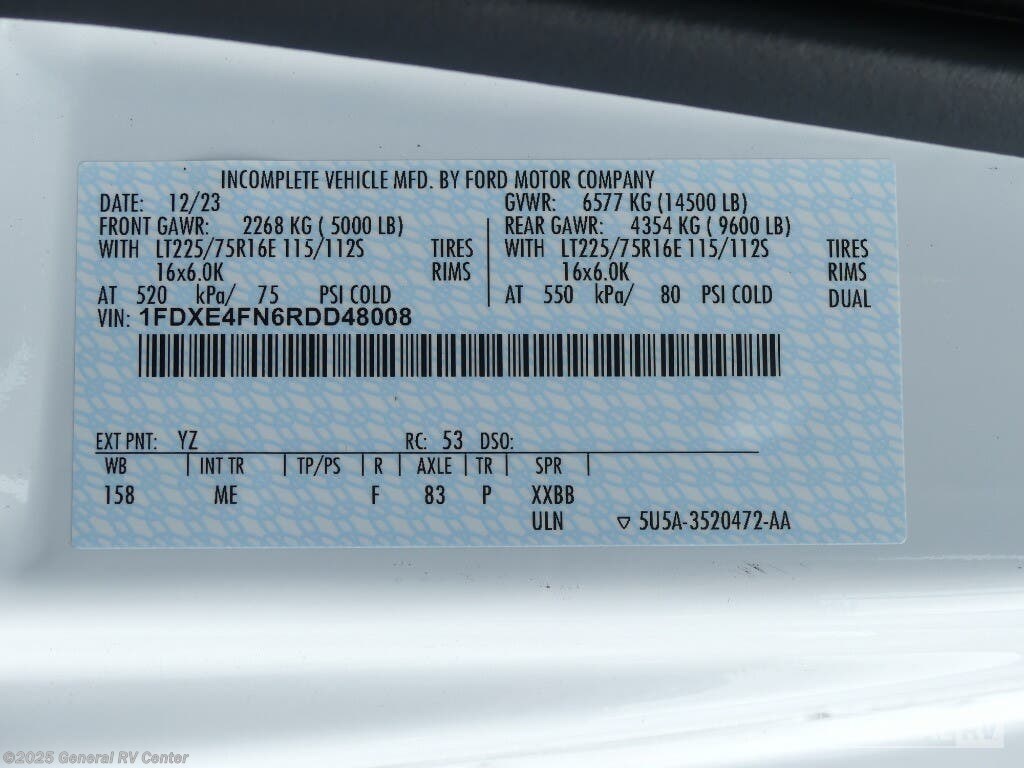 INCOMPLETE VEHICLE MFD. BY FORD MOTOR COMPANY
DATE: 12/23 GVWR: 6577 KG (14500 LB)
FRONT GAWR: 2268 KG ( 5000 LB) REAR GAWR: 4354 KG ( 9600 LB)
WITH LT225/75R16E 115/112S TIRES WITH LT225/75R16E 115/112S TIRES
16x6.0K RIMS 16x6.0K RIMS
AT 520 kPa/ 75 PSI COLD AT 550 kPa/ 80 PSI COLD DUAL
VIN: 1FDXE4FN6RDD48008
EXT PNT: YZ RC: 53 DSO:
WB | INT TR | TP/PS | R | AXLE | TR | SPR |
158 ME F 83 P XXBB
ULN ▽ 5U5A-3520472-AA
©2025 General RV Center
RV